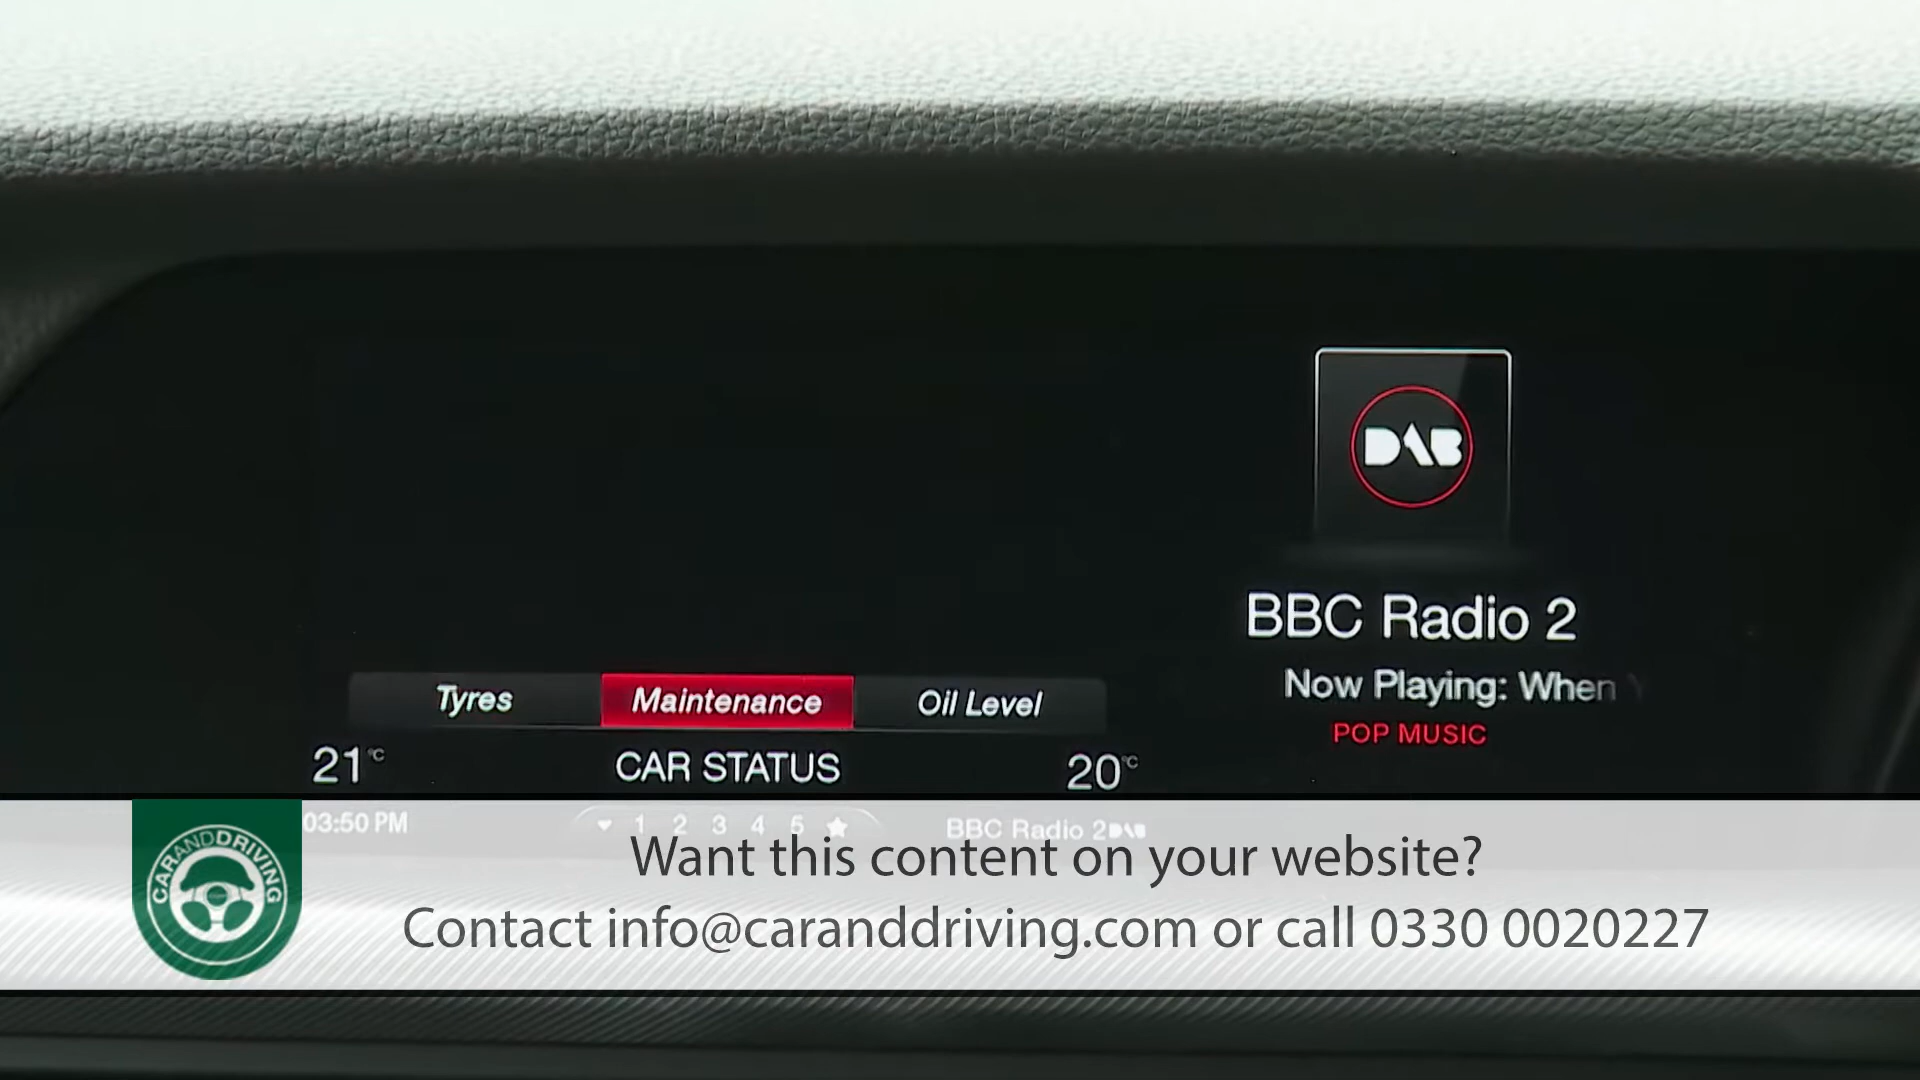 DAB
BBC Radio 2
Now Playing: When
POP MUSIC
Tyres Maintenance Oil Level
21°C CAR STATUS 20°C
03:50 PM 1 2 3 4 5 BBC Radio 2 DAB
CARANDDRIVING
Want this content on your website?
Contact info@caranddriving.com or call 0330 0020227